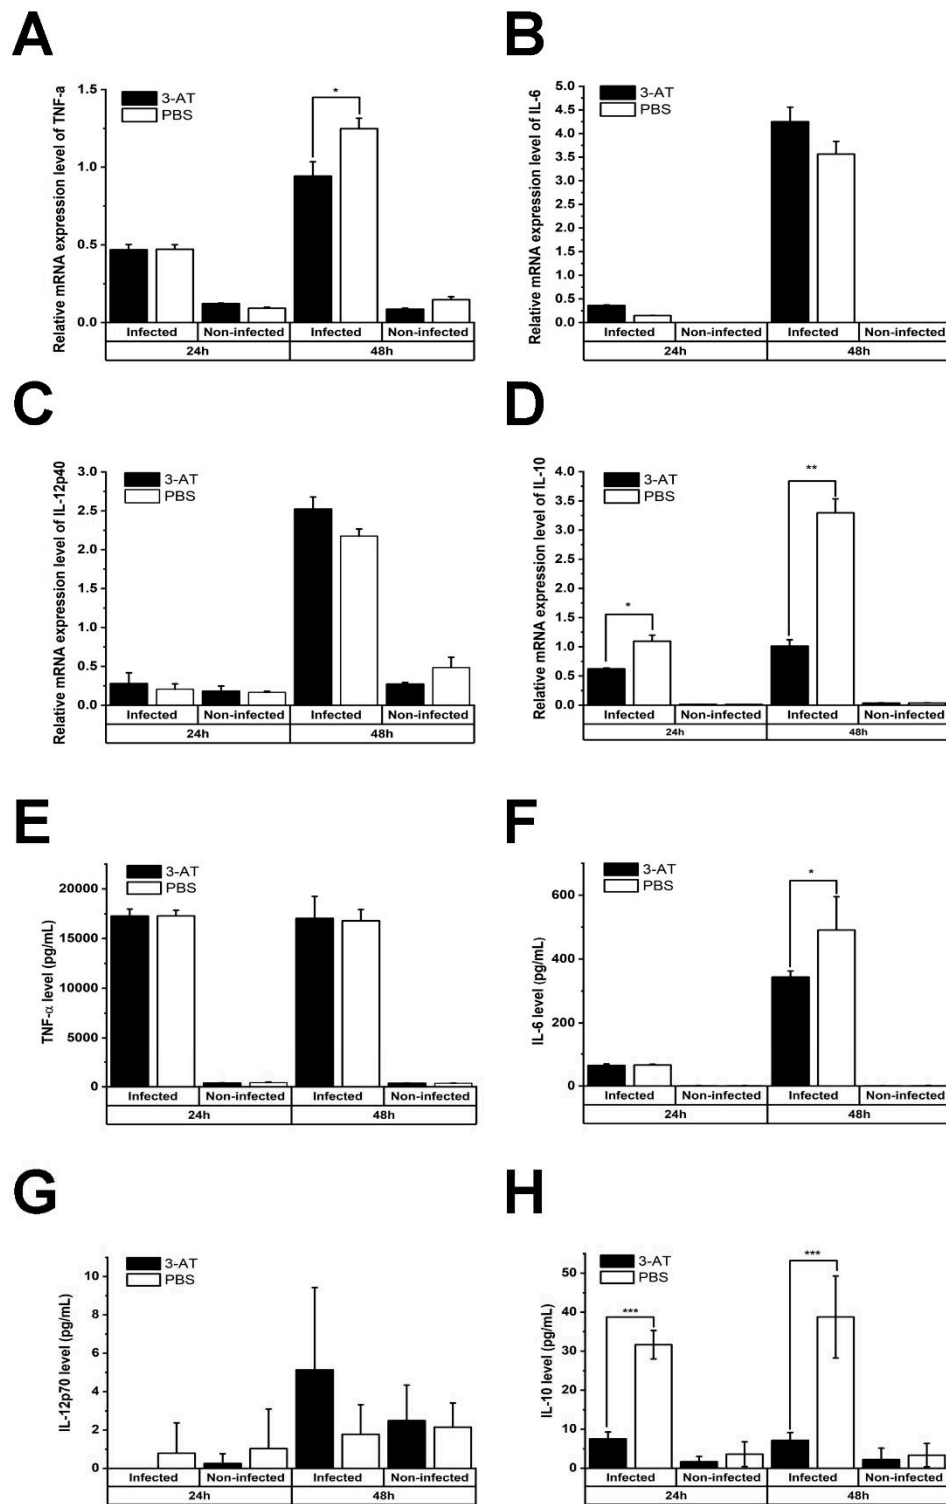 A
Relative mRNA expression level of TNF-a
3-AT
PBS
*
1.5
1.0
0.5
0.0
Infected Non-infected Infected Non-infected
24h 48h
B
Relative mRNA expression level of IL-6
3-AT
PBS
5.0
4.5
4.0
3.5
3.0
2.5
2.0
1.5
1.0
0.5
0.0
Infected Non-infected Infected Non-infected
24h 48h
C
Relative mRNA expression level of IL-12p40
3-AT
PBS
3.0
2.5
2.0
1.5
1.0
0.5
0.0
Infected Non-infected Infected Non-infected
24h 48h
D
Relative mRNA expression level of IL-10
3-AT
PBS
*
**
4.0
3.5
3.0
2.5
2.0
1.5
1.0
0.5
0.0
Infected Non-infected Infected Non-infected
24h 48h
E
TNF-α level (pg/mL)
3-AT
PBS
20000
15000
10000
5000
0
Infected Non-infected Infected Non-infected
24h 48h
F
IL-6 level (pg/mL)
3-AT
PBS
*
600
400
200
0
Infected Non-infected Infected Non-infected
24h 48h
G
IL-12p70 level (pg/mL)
3-AT
PBS
10
8
6
4
2
0
Infected Non-infected Infected Non-infected
24h 48h
H
IL-10 level (pg/mL)
3-AT
PBS
***
***
50
40
30
20
10
0
Infected Non-infected Infected Non-infected
24h 48h